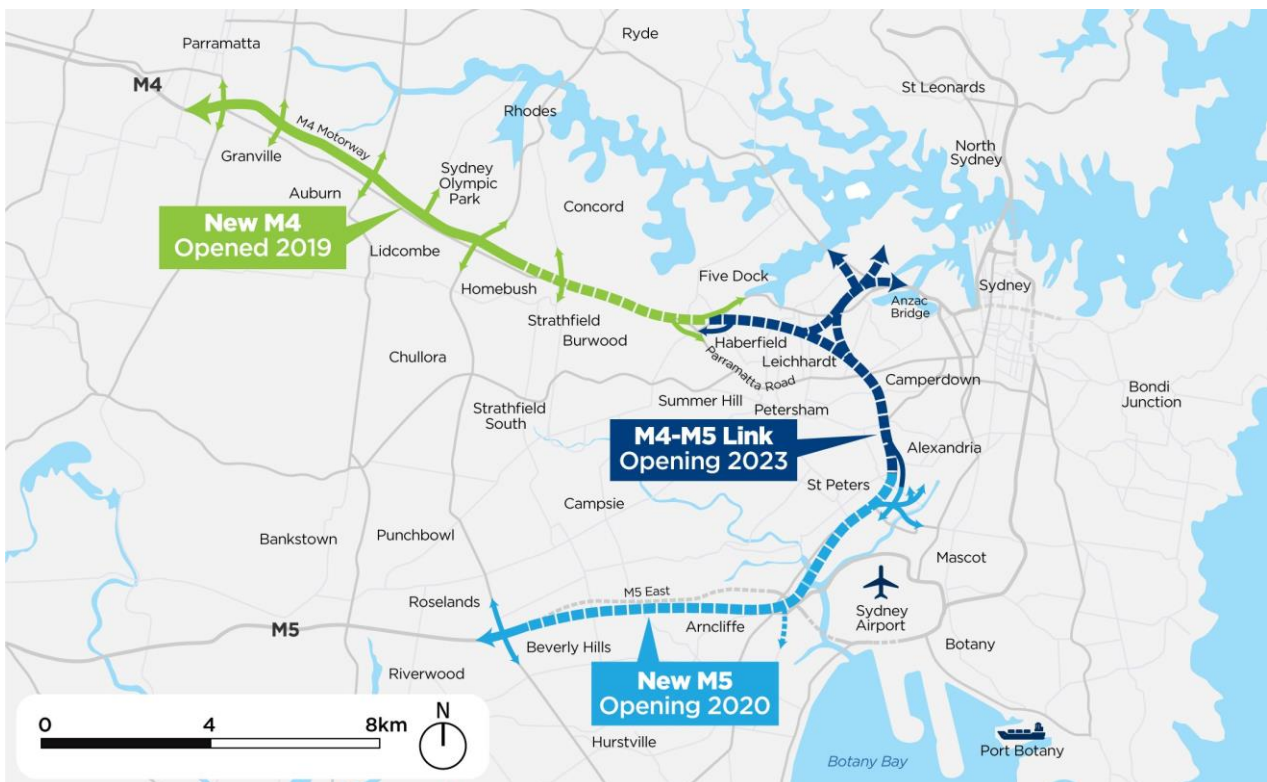 Parramatta
Ryde
M4
St Leonards
Rhodes
M4 Motorway
North
Sydney
Granville
Auburn
Sydney
Olympic
Park
Concord
New M4
Opened 2019
Lidcombe
Five Dock
Sydney
Homebush
Anzac
Bridge
Strathfield
Burwood
Haberfield
Leichhardt
Parramatta Road
Chullora
Camperdown
Bondi
Junction
Summer Hill
Petersham
Strathfield
South
M4-M5 Link
Opening 2023
Alexandria
St Peters
Campsie
Bankstown
Punchbowl
Mascot
M5 East
Roselands
Sydney
Airport
M5
Arncliffe
Beverly Hills
Botany
Riverwood
New M5
Opening 2020
0
4
8km
N
Hurstville
Port Botany
Botany Bay